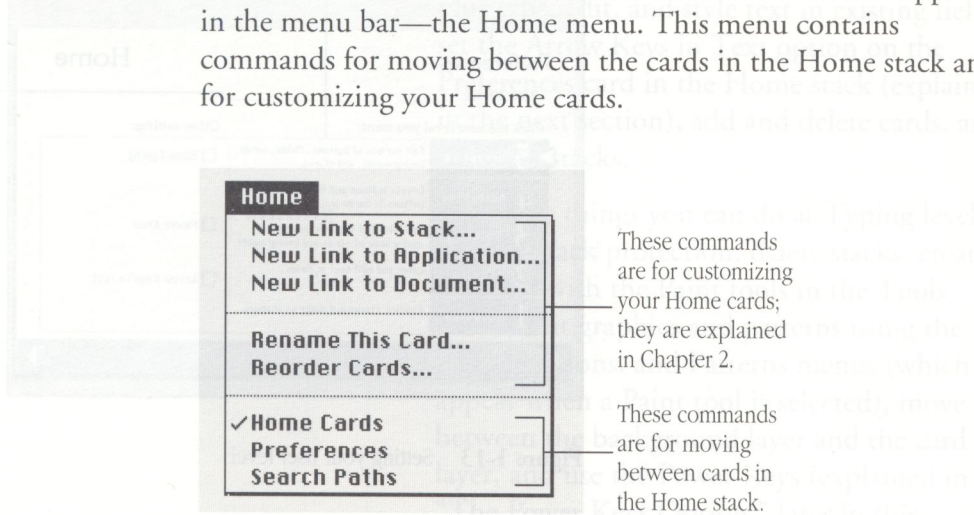 in the menu bar—the Home menu. This menu contains
commands for moving between the cards in the Home stack
for customizing your Home cards.
Home
New Link to Stack...
New Link to Application...
New Link to Document...
Rename This Card...
Reorder Cards...
✓Home Cards
Preferences
Search Paths
These commands
are for customizing
your Home cards;
they are explained
in Chapter 2.
These commands
are for moving
between cards in
the Home stack.